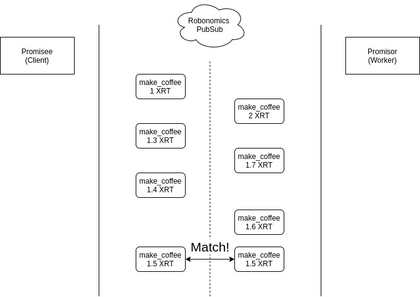 Robonomics
PubSub
Promisee
(Client)
Promisor
(Worker)
make_coffee
1 XRT
make_coffee
2 XRT
make_coffee
1.3 XRT
make_coffee
1.7 XRT
make_coffee
1.4 XRT
make_coffee
1.6 XRT
Match!
make_coffee
1.5 XRT
make_coffee
1.5 XRT